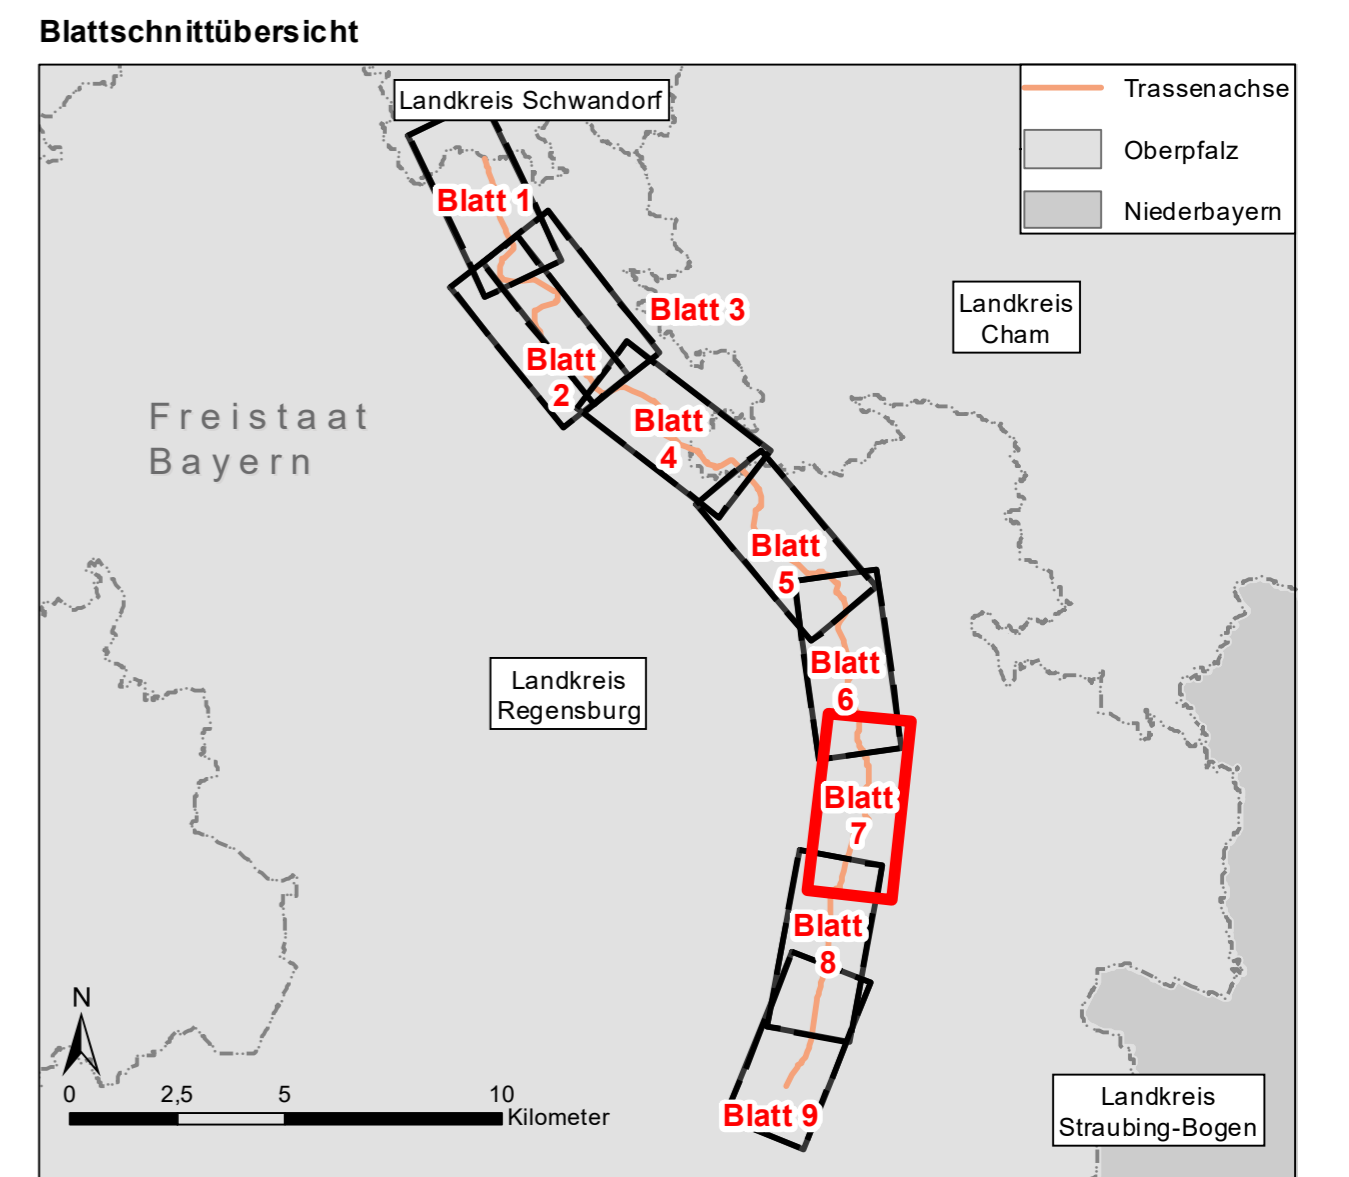 Blattschnittübersicht
Landkreis Schwandorf
Trassenachse
Oberpfalz
Niederbayern
Blatt 1
Blatt 3
Landkreis
Cham
Blatt
2
Freistaat
Bayern
Blatt
4
Blatt
5
Blatt
6
Landkreis
Regensburg
Blatt
7
Blatt
8
N
0 2,5 5 10
Kilometer
Blatt 9
Landkreis
Straubing-Bogen